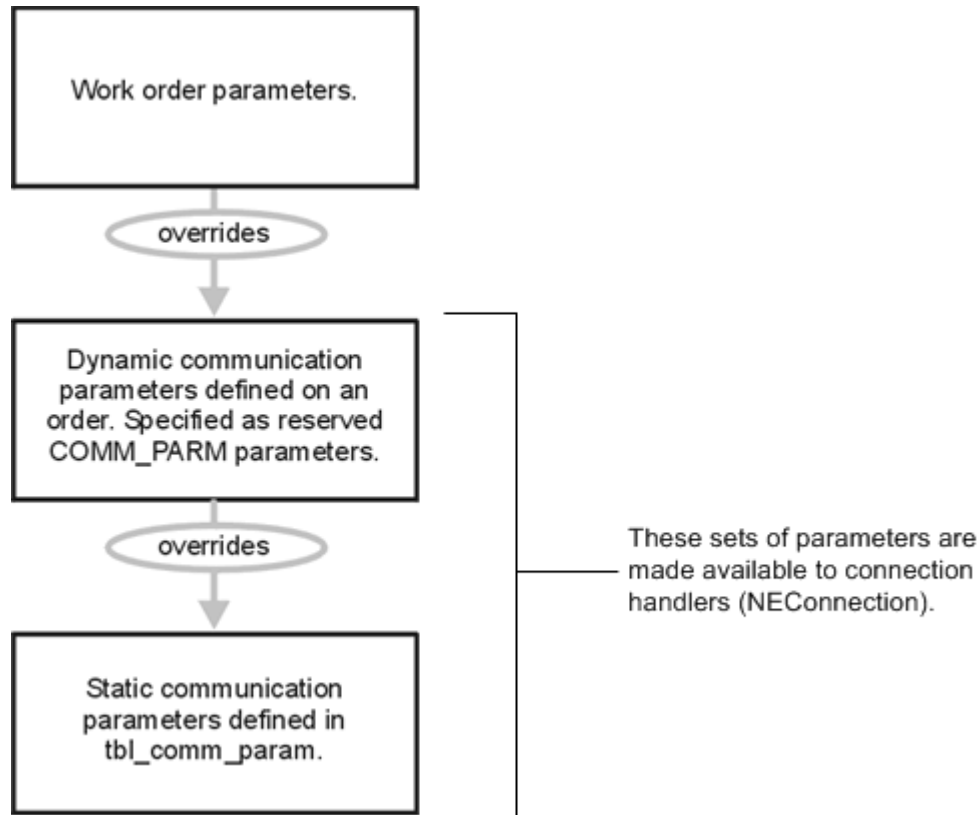 Work order parameters.
overrides
Dynamic communication
parameters defined on an
order. Specified as reserved
COMM_PARM parameters.
overrides
These sets of parameters are
made available to connection
handlers (NEConnection).
Static communication
parameters defined in
tbl_comm_param.